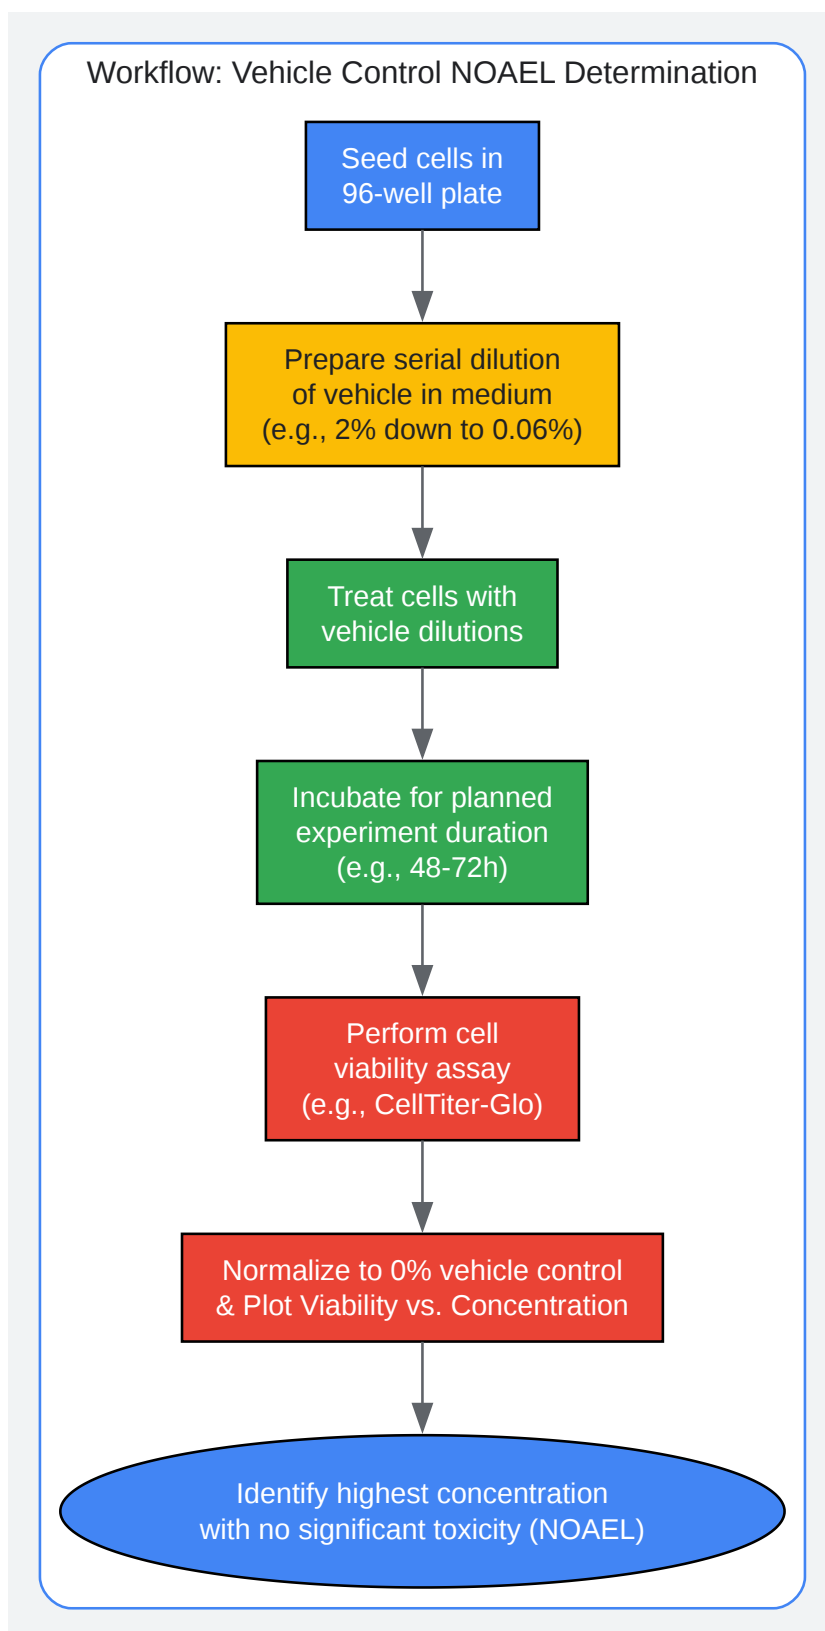 Workflow: Vehicle Control NOAEL Determination
Seed cells in
96-well plate
Prepare serial dilution
of vehicle in medium
(e.g., 2% down to 0.06%)
Treat cells with
vehicle dilutions
Incubate for planned
experiment duration
(e.g., 48-72h)
Perform cell
viability assay
(e.g., CellTiter-Glo)
Normalize to 0% vehicle control
& Plot Viability vs. Concentration
Identify highest concentration
with no significant toxicity (NOAEL)